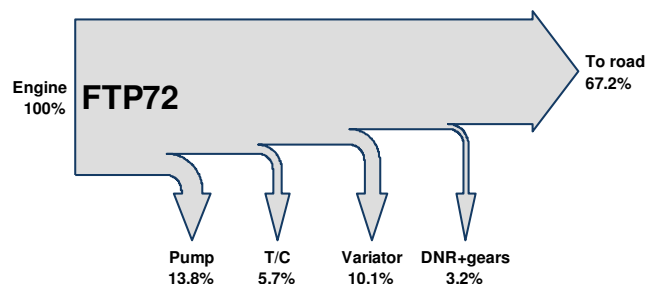 Engine
100%
FTP72
To road
67.2%
Pump
13.8%
T/C
5.7%
Variator
10.1%
DNR+gears
3.2%